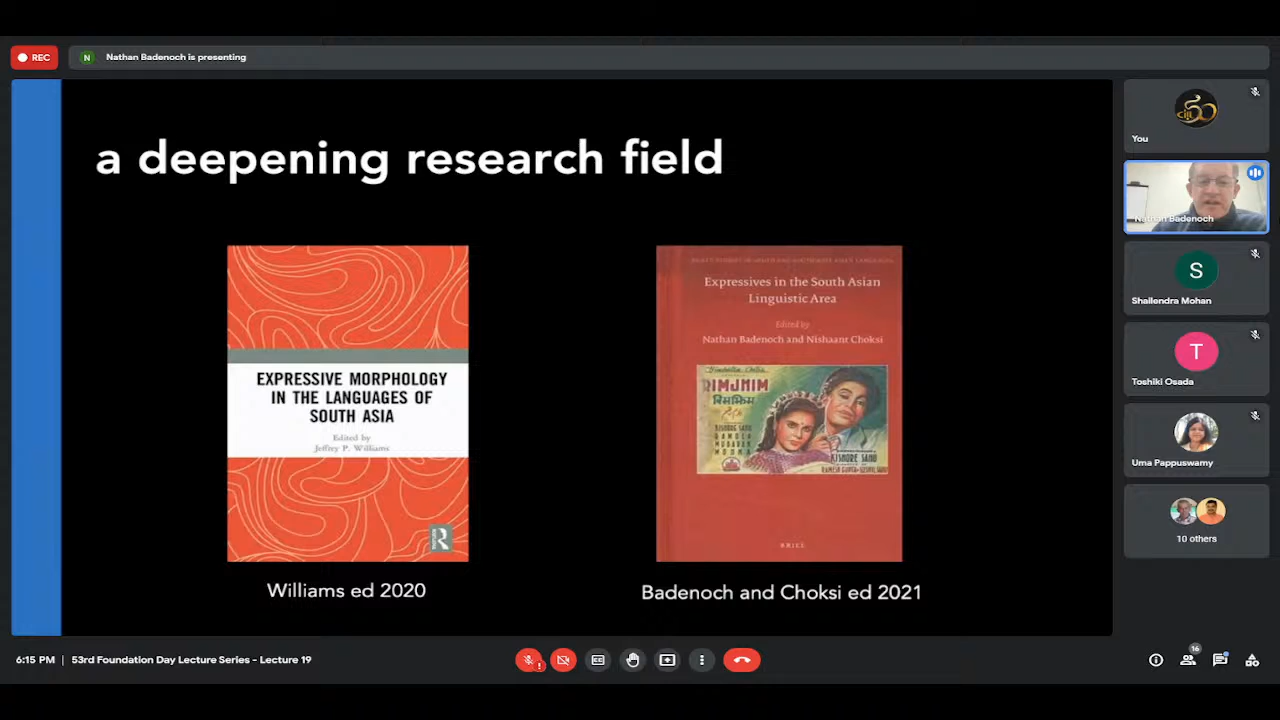 REC
N
Nathan Badenoch is presenting
a deepening research field
EXPRESSIVE MORPHOLOGY
IN THE LANGUAGES OF
SOUTH ASIA
Edited by
Jeffrey P. Williams
R
Williams ed 2020
Expressives in the South Asian
Linguistic Area
Edited by
Nathan Badenoch and Nishaant Choksi
RIMJHIM
रिमझिम
KISHORE SAHU
BRILL
Badenoch and Choksi ed 2021
You
Nathan Badenoch
S
Shailendra Mohan
T
Toshiki Osada
Uma Pappuswamy
10 others
6:15 PM | 53rd Foundation Day Lecture Series - Lecture 19
16